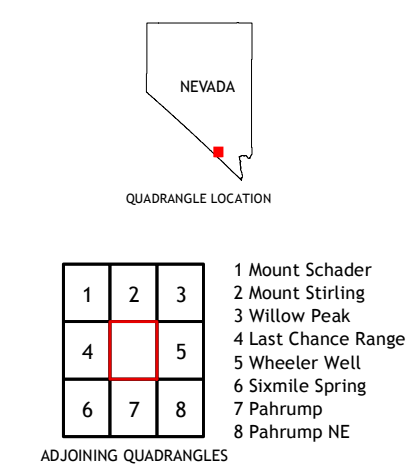 NEVADA
QUADRANGLE LOCATION
1 2 3
4 5
6 7 8
1 Mount Schader
2 Mount Stirling
3 Willow Peak
4 Last Chance Range
5 Wheeler Well
6 Sixmile Spring
7 Pahrump
8 Pahrump NE
ADJOINING QUADRANGLES